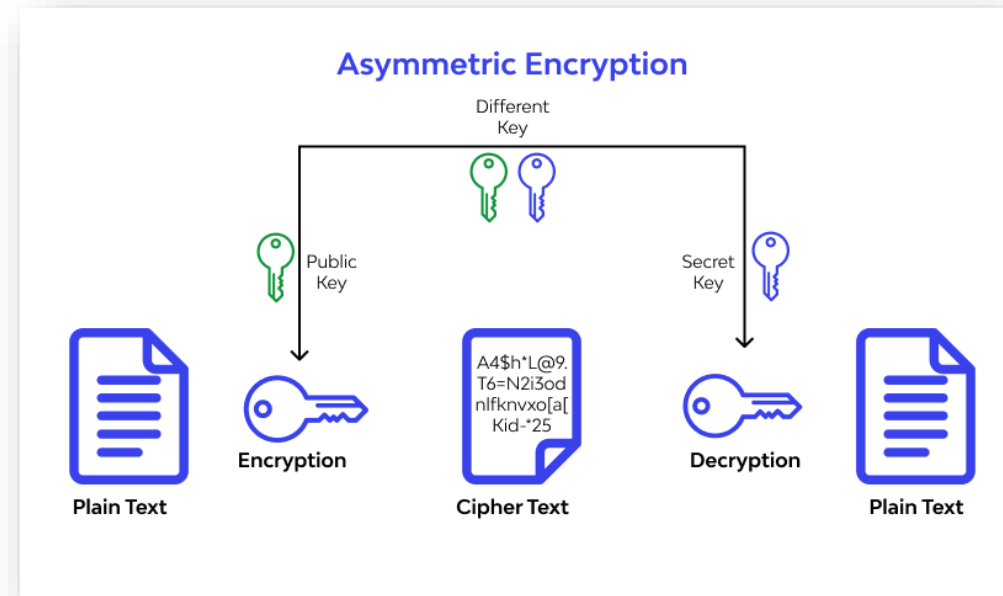 Asymmetric Encryption
Different
Key
Public
Key
Secret
Key
A4$h*L@9.
T6=N2i3od
nlfknvxo[a[
Kid-*25
Encryption
Decryption
Plain Text
Cipher Text
Plain Text